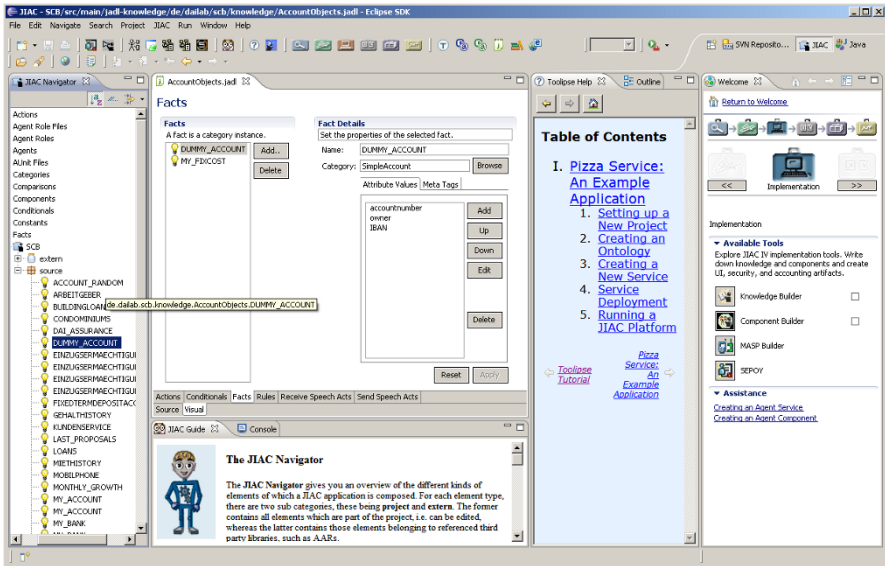 JIAC - SCB/src/main/jadl-knowledge/de/dailab/scb/knowledge/AccountObjects.jadl - Eclipse SDK
File Edit Navigate Search Project JIAC Run Window Help
SVN Reposito... JIAC Java
JIAC Navigator
Actions
Agent Role Files
Agent Roles
Agents
AUnit Files
Categories
Comparisons
Components
Conditionals
Constants
Facts
SCB
extern
source
ACCOUNT_RANDOM
ARBEITGEBER
BUILDINGLOAN
de.dailab.scb.knowledge.AccountObjects.DUMMY_ACCOUNT
CONDOMINIUMS
DAI_ASSURANCE
DUMMY_ACCOUNT
EINZUGSERMAECHTIGU
EINZUGSERMAECHTIGU
EINZUGSERMAECHTIGU
EINZUGSERMAECHTIGU
FIXEDTERMDEPOSITACC
GEHALTHISTORY
KUNDENSERVICE
LAST_PROPOSALS
LOANS
MIETHISTORY
MOBILPHONE
MONTHLY_GROWTH
MY_ACCOUNT
MY_ACCOUNT
MY_BANK
AccountObjects.jadl
Facts
Facts
A fact is a category instance.
DUMMY_ACCOUNT
MY_FIXCOST
Add..
Delete
Fact Details
Set the properties of the selected fact.
Name: DUMMY_ACCOUNT
Category: SimpleAccount Browse
Attribute Values Meta Tags
accountnumber
owner
IBAN
Add
Up
Down
Edit
Delete
Reset Apply
Actions Conditionals Facts Rules Receive Speech Acts Send Speech Acts
Source Visual
JIAC Guide Console
The JIAC Navigator
The JIAC Navigator gives you an overview of the different kinds of
elements of which a JIAC application is composed. For each element type,
there are two sub categories, these being project and extern. The former
contains all elements which are part of the project, i.e. can be edited,
whereas the latter contains those elements belonging to referenced third
party libraries, such as AARs.
Toolipse Help Outline
Table of Contents
I. Pizza Service:
An Example
Application
1. Setting up a
New Project
2. Creating an
Ontology
3. Creating a
New Service
4. Service
Deployment
5. Running a
JIAC Platform
Toolipse
Tutorial
Pizza
Service:
An
Example
Application
Welcome
Return to Welcome
<< Implementation >>
Implementation
Available Tools
Explore JIAC IV implementation tools. Write
down knowledge and components and create
UI, security, and accounting artifacts.
Knowledge Builder
Component Builder
MASP Builder
SEPOY
Assistance
Creating an Agent Service
Creating an Agent Component